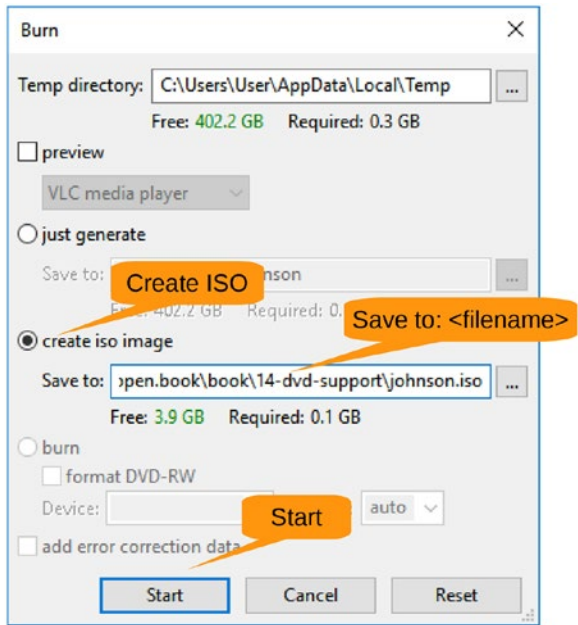 Burn
Temp directory: C:\Users\User\AppData\Local\Temp ...
Free: 402.2 GB Required: 0.3 GB
preview
VLC media player
just generate
Save to: nson ...
Create ISO
402.2 GB Required: 0.
Save to: <filename>
create iso image
Save to: open.book\book\14-dvd-support\johnson.iso ...
Free: 3.9 GB Required: 0.1 GB
burn
format DVD-RW
Device: auto
Start
add error correction data
Start Cancel Reset